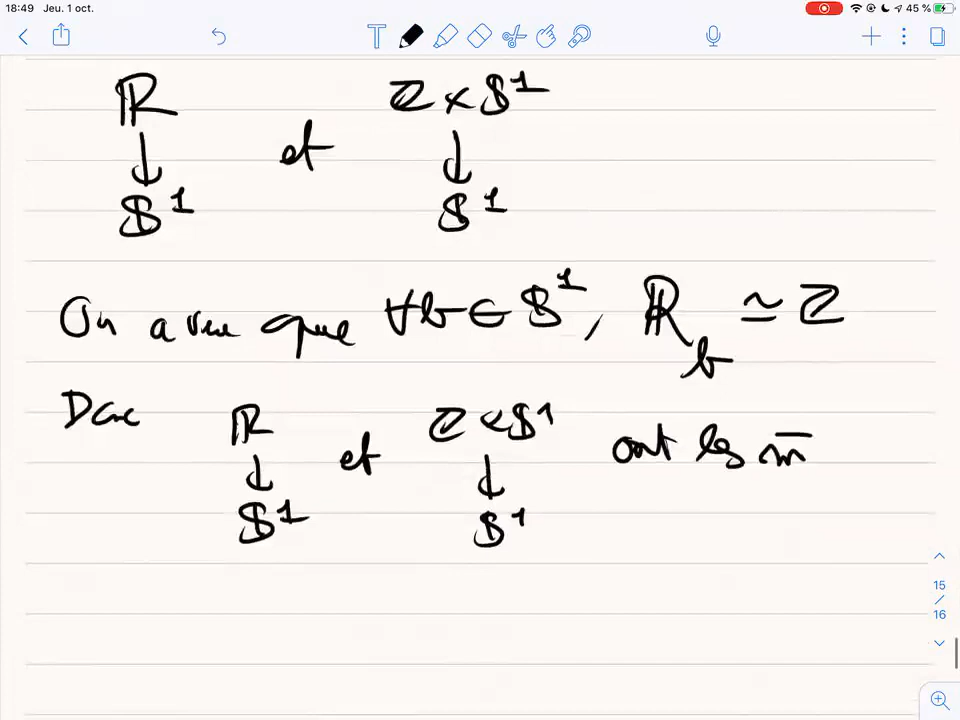 18:49 Jeu. 1 oct. 45 %
ℝ et ℤ × 𝕊¹
↓ ↓
𝕊¹ 𝕊¹
On a vu que ∀b ∈ 𝕊¹, ℝ_b ≃ ℤ
Donc ℝ et ℤ × 𝕊¹ ont les m̄
↓ ↓
𝕊¹ 𝕊¹
15
/
16